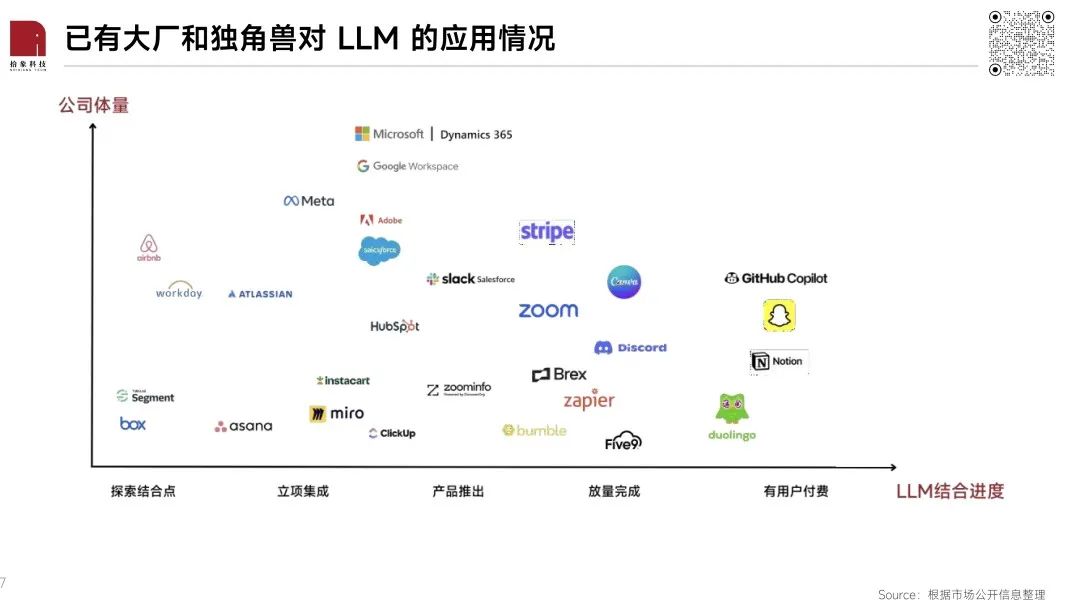 已有大厂和独角兽对 LLM 的应用情况
拾象科技
公司体量
Microsoft | Dynamics 365
Google Workspace
Meta
Adobe
salesforce
stripe
airbnb
slack Salesforce
Canva
GitHub Copilot
workday
ATLASSIAN
zoom
HubSpot
Discord
Notion
instacart
zoominfo
Brex
Segment
zapier
miro
box
asana
ClickUp
bumble
Five9
duolingo
探索结合点
立项集成
产品推出
放量完成
有用户付费
LLM结合进度
7
Source：根据市场公开信息整理